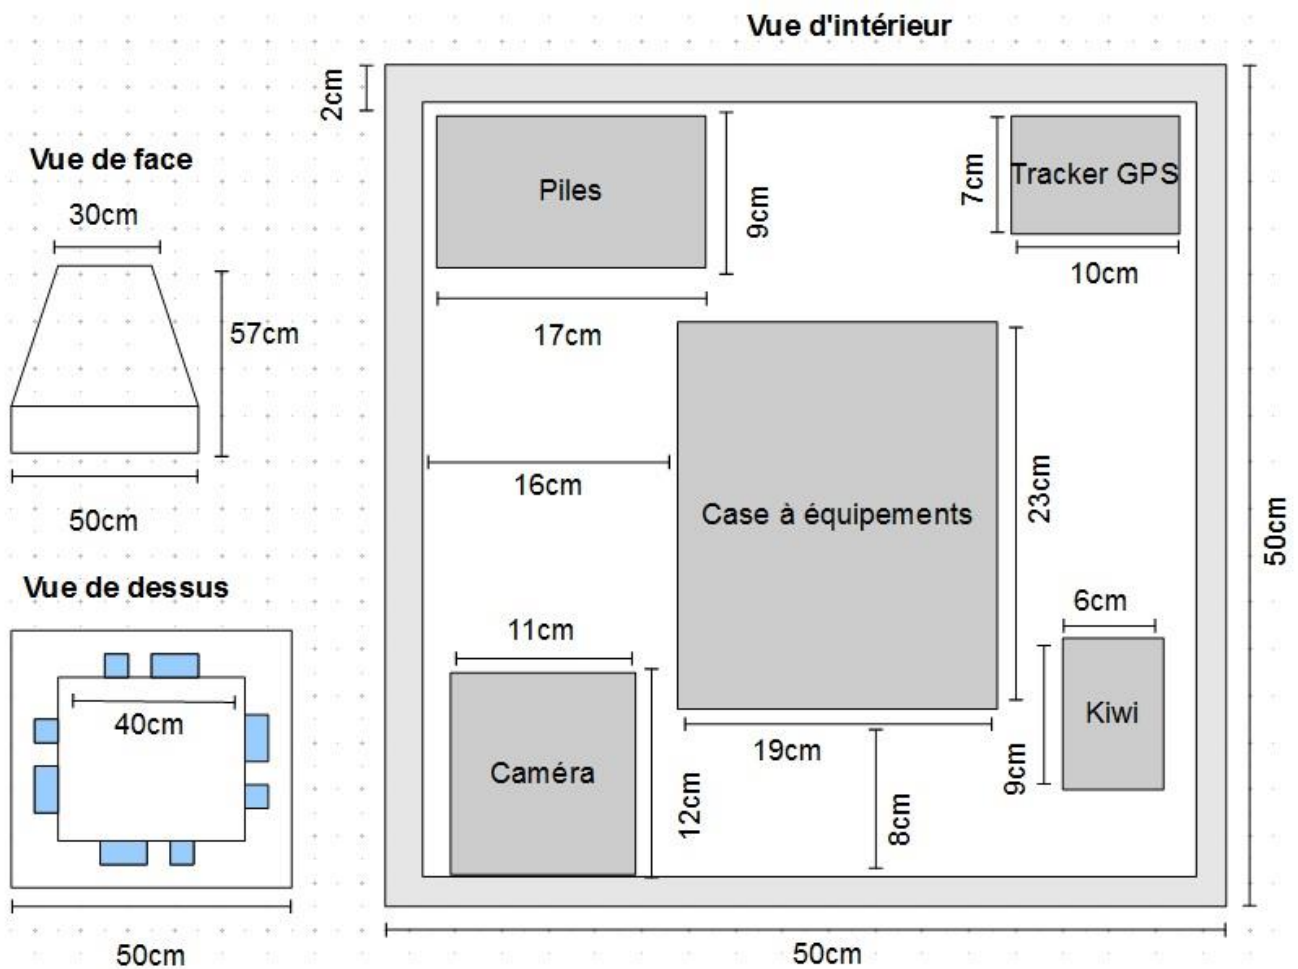 Vue de face
30cm
57cm
50cm
Vue de dessus
40cm
50cm
Vue d'intérieur
2cm
Piles
9cm
17cm
Tracker GPS
7cm
10cm
16cm
Case à équipements
23cm
19cm
50cm
11cm
Caméra
12cm
8cm
6cm
Kiwi
9cm
50cm